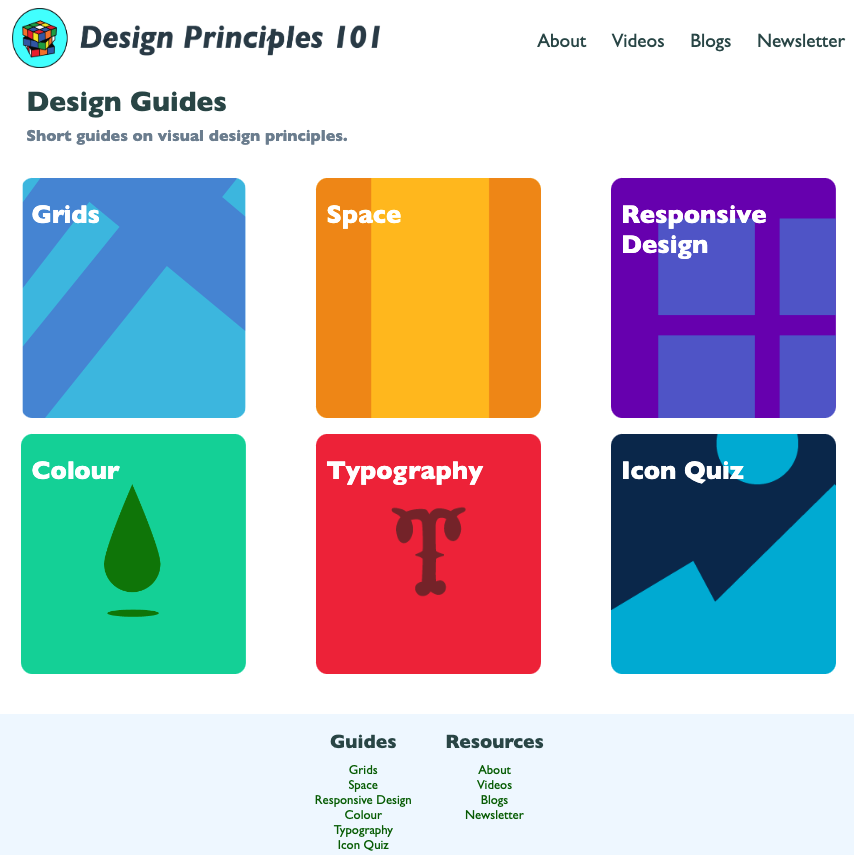 Design Principles 101
About Videos Blogs Newsletter
Design Guides
Short guides on visual design principles.
Grids
Space
Responsive
Design
Colour
Typography
T
Icon Quiz
Guides
Grids
Space
Responsive Design
Colour
Typography
Icon Quiz
Resources
About
Videos
Blogs
Newsletter